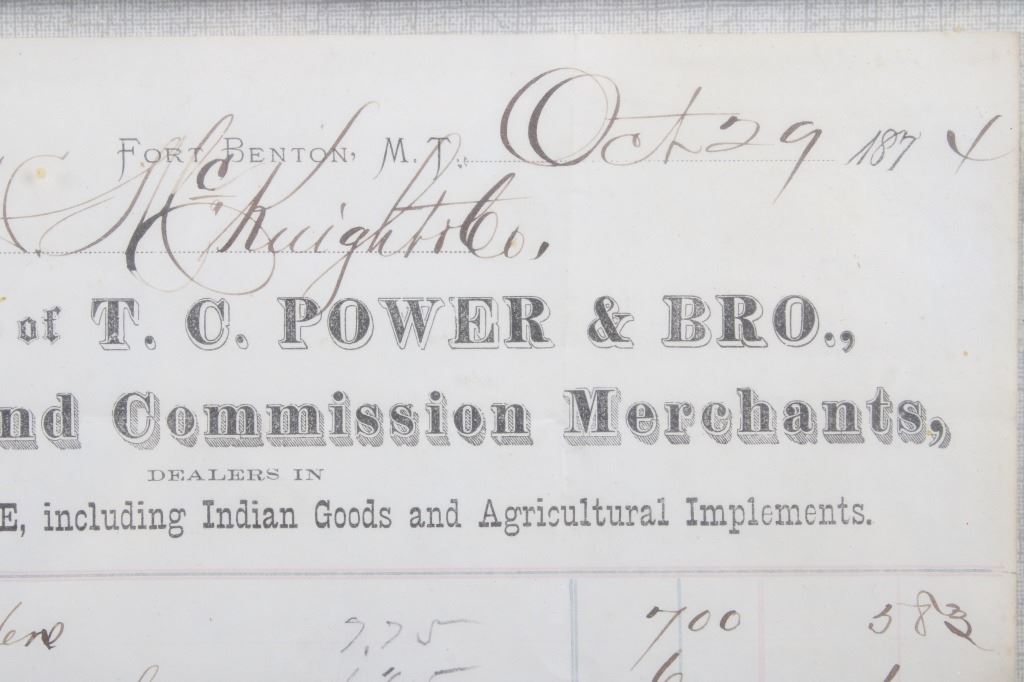 Fort Benton, M. T., Oct 29 1874
McKnight & Co.
of T. C. POWER & BRO.,
nd Commission Merchants,
DEALERS IN
E, including Indian Goods and Agricultural Implements.
7.75 700 583